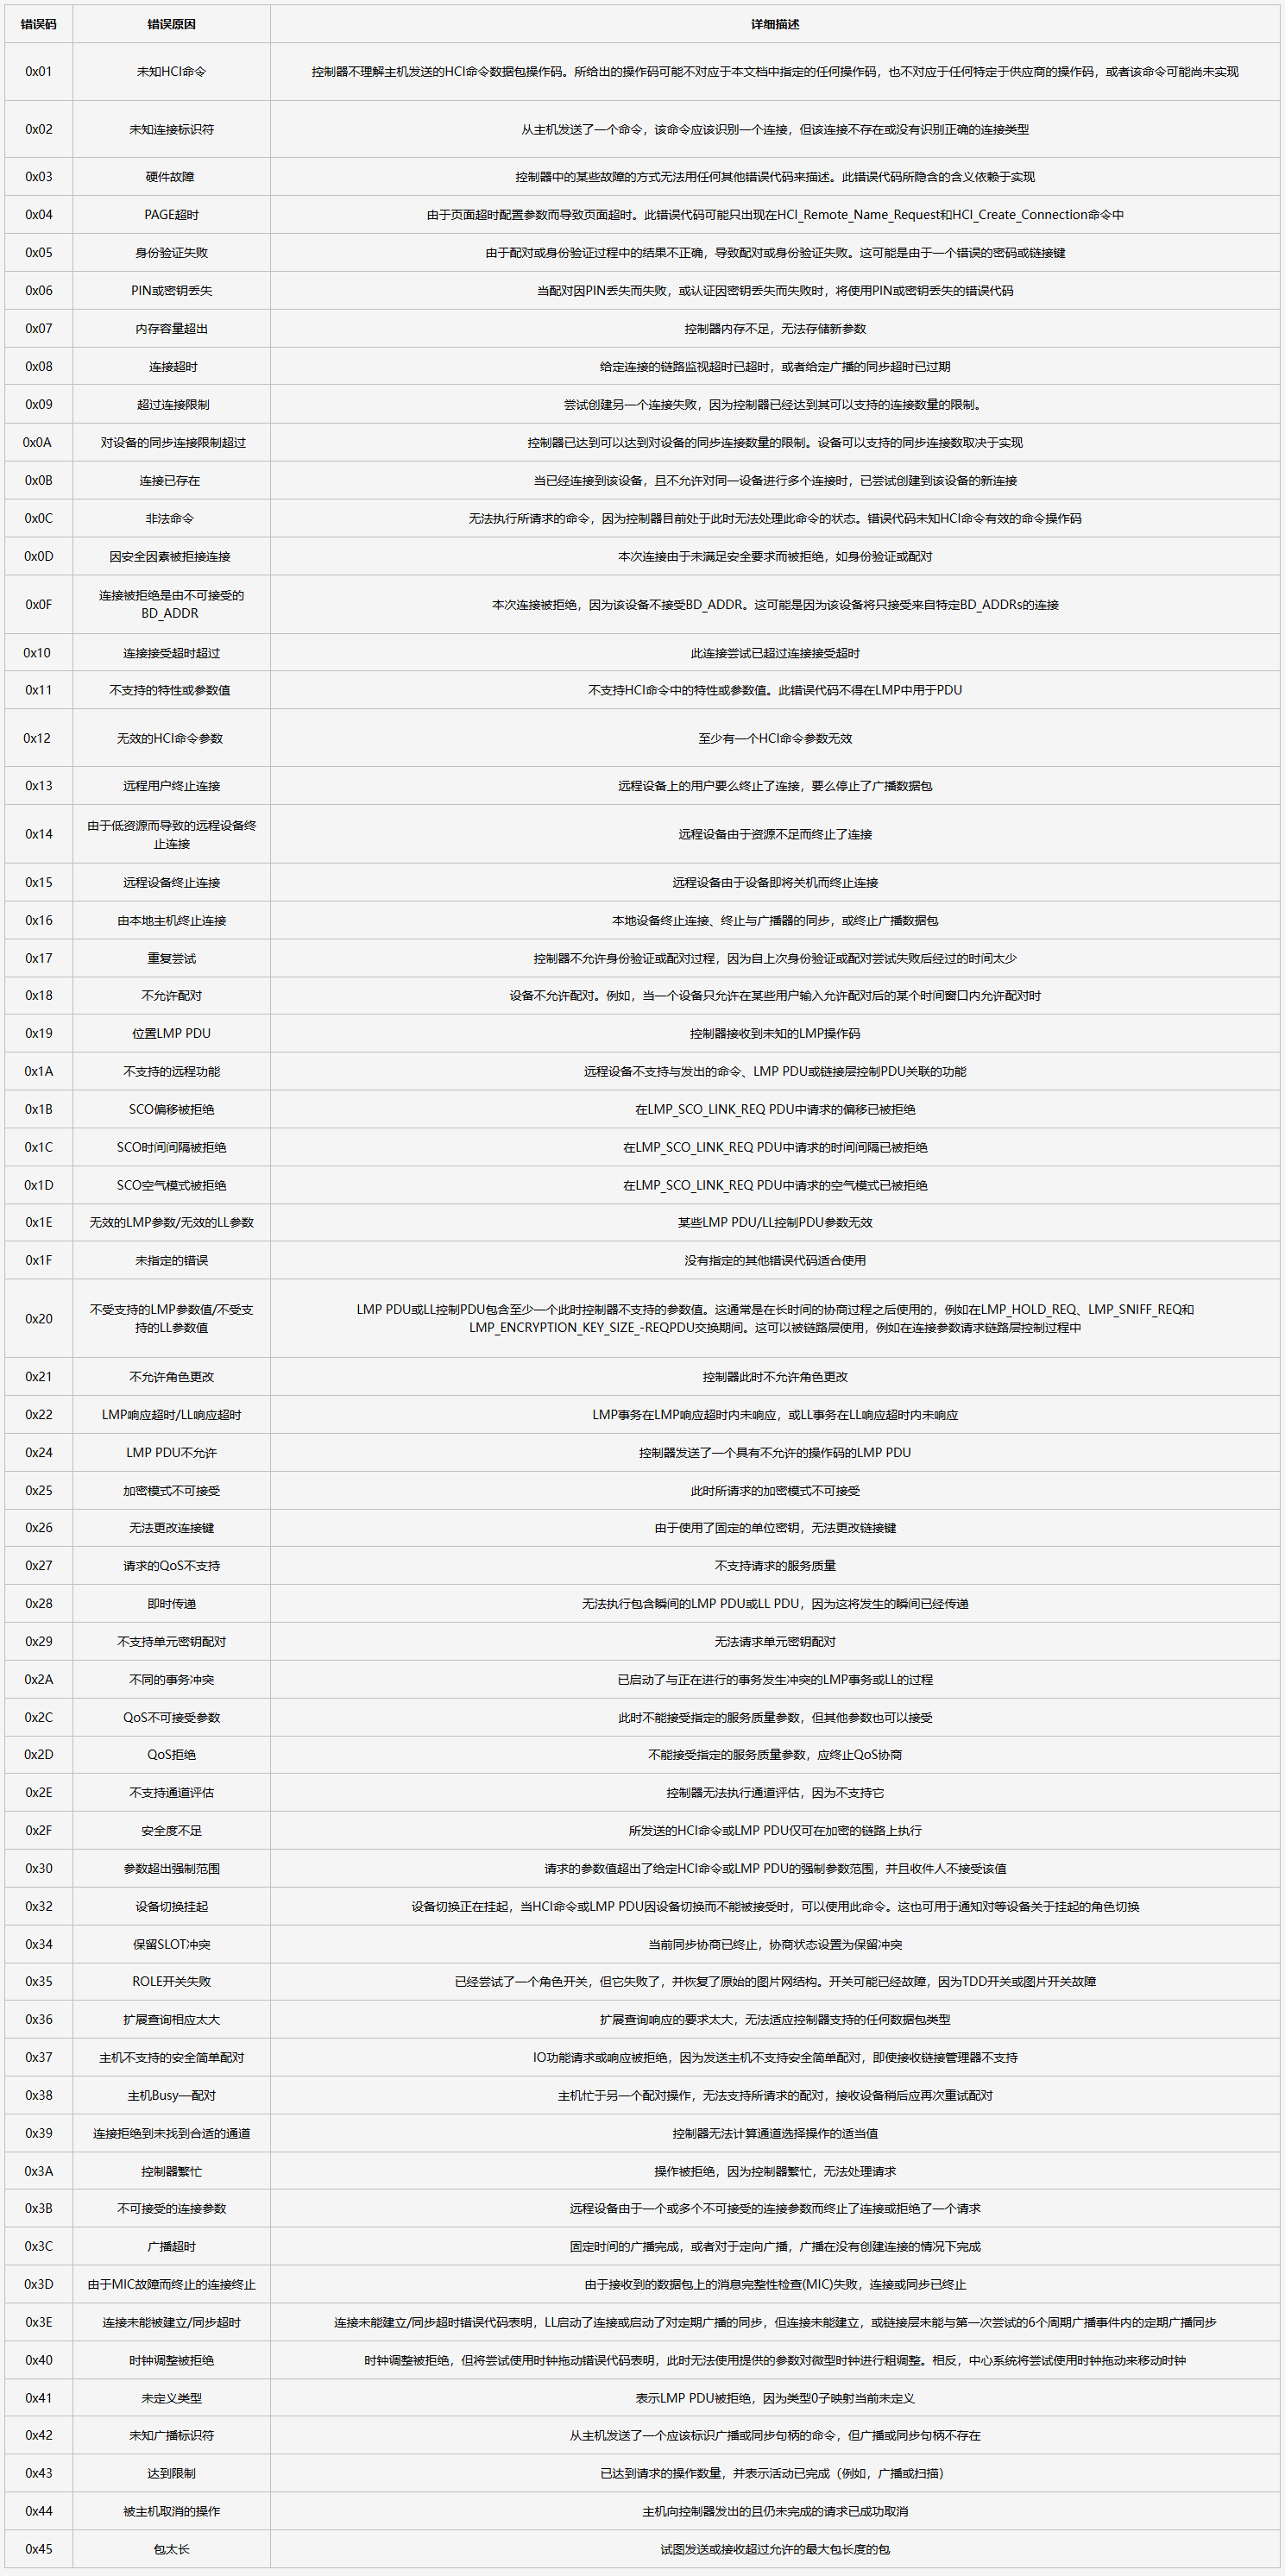 错误码 错误原因 详细描述
0x01 未知HCI命令 控制器不理解主机发送的HCI命令数据包操作码。所给出的操作码可能不对应于本文档中指定的任何操作码，也不对应于任何特定于供应商的操作码，或者该命令可能尚未实现
0x02 未知连接标识符 从主机发送了一个命令，该命令应该识别一个连接，但该连接不存在或没有识别正确的连接类型
0x03 硬件故障 控制器中的某些故障的方式无法用任何其他错误代码来描述。此错误代码所隐含的含义依赖于实现
0x04 PAGE超时 由于页面超时配置参数而导致页面超时。此错误代码可能只出现在HCI_Remote_Name_Request和HCI_Create_Connection命令中
0x05 身份验证失败 由于配对或身份验证过程中的结果不正确，导致配对或身份验证失败。这可能是由于一个错误的密码或链接键
0x06 PIN或密钥丢失 当配对因PIN丢失而失败，或认证因密钥丢失而失败时，将使用PIN或密钥丢失的错误代码
0x07 内存容量超出 控制器内存不足，无法存储新参数
0x08 连接超时 给定连接的链路监视超时已超时，或者给定广播的同步超时已过期
0x09 超过连接限制 尝试创建另一个连接失败，因为控制器已经达到其可以支持的连接数量的限制。
0x0A 对设备的同步连接限制超过 控制器已达到可以达到对设备的同步连接数量的限制。设备可以支持的同步连接数取决于实现
0x0B 连接已存在 当已经连接到该设备，且不允许对同一设备进行多个连接时，已尝试创建到该设备的新连接
0x0C 非法命令 无法执行所请求的命令，因为控制器目前处于此时无法处理此命令的状态。错误代码未知HCI命令有效的命令操作码
0x0D 因安全因素被拒接连接 本次连接由于未满足安全要求而被拒绝，如身份验证或配对
0x0F 连接被拒绝是由不可接受的
BD_ADDR 本次连接被拒绝，因为该设备不接受BD_ADDR。这可能是因为该设备将只接受来自特定BD_ADDRs的连接
0x10 连接接受超时超过 此连接尝试已超过连接接受超时
0x11 不支持的特性或参数值 不支持HCI命令中的特性或参数值。此错误代码不得在LMP中用于PDU
0x12 无效的HCI命令参数 至少有一个HCI命令参数无效
0x13 远程用户终止连接 远程设备上的用户要么终止了连接，要么停止了广播数据包
0x14 由于低资源而导致的远程设备终
止连接 远程设备由于资源不足而终止了连接
0x15 远程设备终止连接 远程设备由于设备即将关机而终止连接
0x16 由本地主机终止连接 本地设备终止连接、终止与广播器的同步，或终止广播数据包
0x17 重复尝试 控制器不允许身份验证或配对过程，因为自上次身份验证或配对尝试失败后经过的时间太少
0x18 不允许配对 设备不允许配对。例如，当一个设备只允许在某些用户输入允许配对后的某个时间窗口内允许配对时
0x19 位置LMP PDU 控制器接收到未知的LMP操作码
0x1A 不支持的远程功能 远程设备不支持与发出的命令、LMP PDU或链接层控制PDU关联的功能
0x1B SCO偏移被拒绝 在LMP_SCO_LINK_REQ PDU中请求的偏移已被拒绝
0x1C SCO时间间隔被拒绝 在LMP_SCO_LINK_REQ PDU中请求的时间间隔已被拒绝
0x1D SCO空气模式被拒绝 在LMP_SCO_LINK_REQ PDU中请求的空气模式已被拒绝
0x1E 无效的LMP参数/无效的LL参数 某些LMP PDU/LL控制PDU参数无效
0x1F 未指定的错误 没有指定的其他错误代码适合使用
0x20 不受支持的LMP参数值/不受支
持的LL参数值 LMP PDU或LL控制PDU包含至少一个此时控制器不支持的参数值。这通常是在长时间的协商过程之后使用的，例如在LMP_HOLD_REQ、LMP_SNIFF_REQ和
LMP_ENCRYPTION_KEY_SIZE_-REQPDU交换期间。这可以被链路层使用，例如在连接参数请求链路层控制过程中
0x21 不允许角色更改 控制器此时不允许角色更改
0x22 LMP响应超时/LL响应超时 LMP事务在LMP响应超时内未响应，或LL事务在LL响应超时内未响应
0x24 LMP PDU不允许 控制器发送了一个具有不允许的操作码的LMP PDU
0x25 加密模式不可接受 此时所请求的加密模式不可接受
0x26 无法更改连接键 由于使用了固定的单位密钥，无法更改链接键
0x27 请求的QoS不支持 不支持请求的服务质量
0x28 即时传递 无法执行包含瞬间的LMP PDU或LL PDU，因为这将发生的瞬间已经传递
0x29 不支持单元密钥配对 无法请求单元密钥配对
0x2A 不同的事务冲突 已启动了与正在进行的事务发生冲突的LMP事务或LL的过程
0x2C QoS不可接受参数 此时不能接受指定的服务质量参数，但其他参数也可以接受
0x2D QoS拒绝 不能接受指定的服务质量参数，应终止QoS协商
0x2E 不支持通道评估 控制器无法执行通道评估，因为不支持它
0x2F 安全度不足 所发送的HCI命令或LMP PDU仅可在加密的链路上执行
0x30 参数超出强制范围 请求的参数值超出了给定HCI命令或LMP PDU的强制参数范围，并且收件人不接受该值
0x32 设备切换挂起 设备切换正在挂起，当HCI命令或LMP PDU因设备切换而不能被接受时，可以使用此命令。这也可用于通知对等设备关于挂起的角色切换
0x34 保留SLOT冲突 当前同步协商已终止，协商状态设置为保留冲突
0x35 ROLE开关失败 已经尝试了一个角色开关，但它失败了，并恢复了原始的图片网结构。开关可能已经故障，因为TDD开关或图片开关故障
0x36 扩展查询相应太大 扩展查询响应的要求太大，无法适应控制器支持的任何数据包类型
0x37 主机不支持的安全简单配对 IO功能请求或响应被拒绝，因为发送主机不支持安全简单配对，即使接收链接管理器不支持
0x38 主机Busy—配对 主机忙于另一个配对操作，无法支持所请求的配对，接收设备稍后应再次重试配对
0x39 连接拒绝到未找到合适的通道 控制器无法计算通道选择操作的适当值
0x3A 控制器繁忙 操作被拒绝，因为控制器繁忙，无法处理请求
0x3B 不可接受的连接参数 远程设备由于一个或多个不可接受的连接参数而终止了连接或拒绝了一个请求
0x3C 广播超时 固定时间的广播完成，或者对于定向广播，广播在没有创建连接的情况下完成
0x3D 由于MIC故障而终止的连接终止 由于接收到的数据包上的消息完整性检查(MIC)失败，连接或同步已终止
0x3E 连接未能被建立/同步超时 连接未能建立/同步超时错误代码表明，LL启动了连接或启动了对定期广播的同步，但连接未能建立，或链接层未能与第一次尝试的6个周期广播事件内的定期广播同步
0x40 时钟调整被拒绝 时钟调整被拒绝，但将尝试使用时钟拖动错误代码表明，此时无法使用提供的参数对微型时钟进行粗调整。相反，中心系统将尝试使用时钟拖动来移动时钟
0x41 未定义类型 表示LMP PDU被拒绝，因为类型0子映射当前未定义
0x42 未知广播标识符 从主机发送了一个应该标识广播或同步句柄的命令，但广播或同步句柄不存在
0x43 达到限制 已达到请求的操作数量，并表示活动已完成（例如，广播或扫描）
0x44 被主机取消的操作 主机向控制器发出的且仍未完成的请求已成功取消
0x45 包太长 试图发送或接收超过允许的最大包长度的包